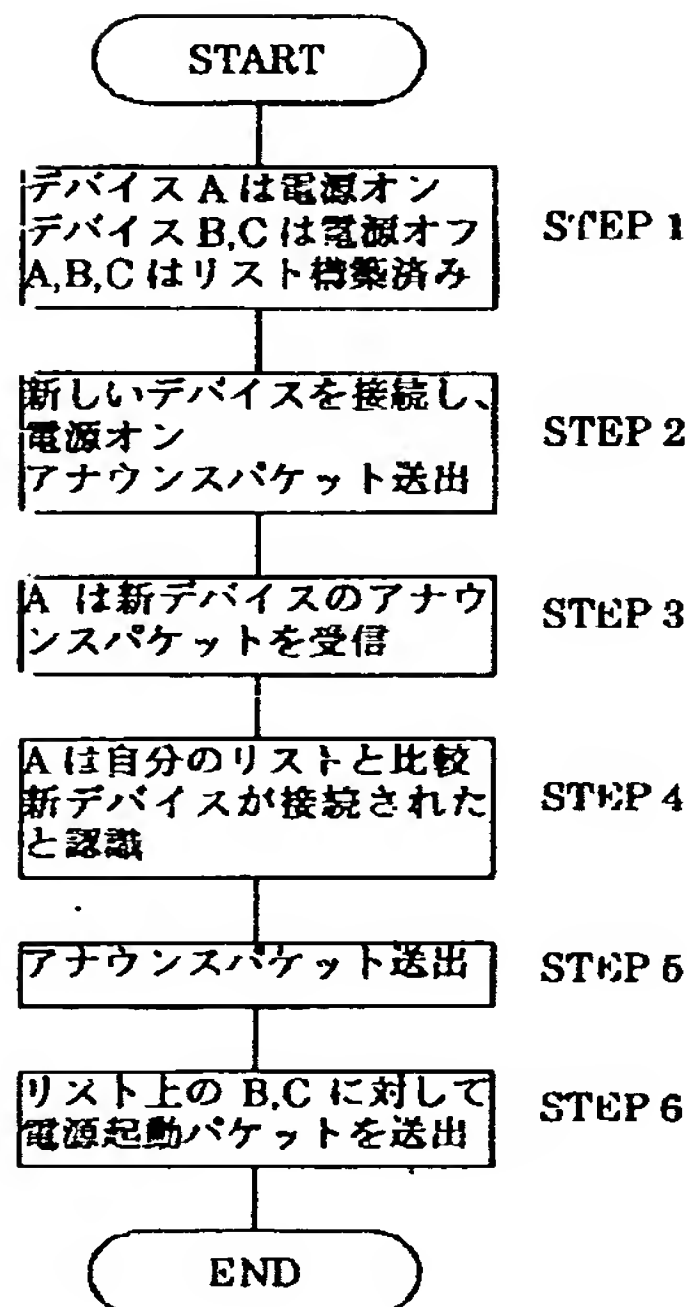 START
デバイス A は電源オン
デバイス B,C は電源オフ
A,B,C はリスト構築済み
STEP 1
新しいデバイスを接続し、
電源オン
アナウンスパケット送出
STEP 2
A は新デバイスのアナウ
ンスパケットを受信
STEP 3
A は自分のリストと比較
新デバイスが接続された
と認識
STEP 4
アナウンスパケット送出
STEP 5
リスト上の B,C に対して
電源起動パケットを送出
STEP 6
END